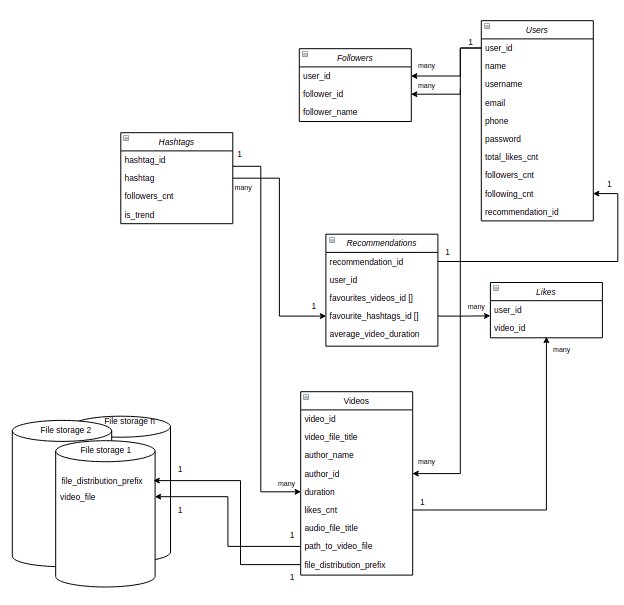 Users
user_id
name
username
email
phone
password
total_likes_cnt
followers_cnt
following_cnt
recommendation_id
1
1
Followers
user_id
follower_id
follower_name
many
many
Hashtags
hashtag_id
hashtag
followers_cnt
is_trend
1
many
Recommendations
recommendation_id
user_id
favourites_videos_id []
favourite_hashtags_id []
average_video_duration
1
1
Likes
user_id
video_id
many
many
Videos
video_id
video_file_title
author_name
author_id
duration
likes_cnt
audio_file_title
path_to_video_file
file_distribution_prefix
many
many
1
1
1
File storage n
File storage 2
File storage 1
file_distribution_prefix
video_file
1
1